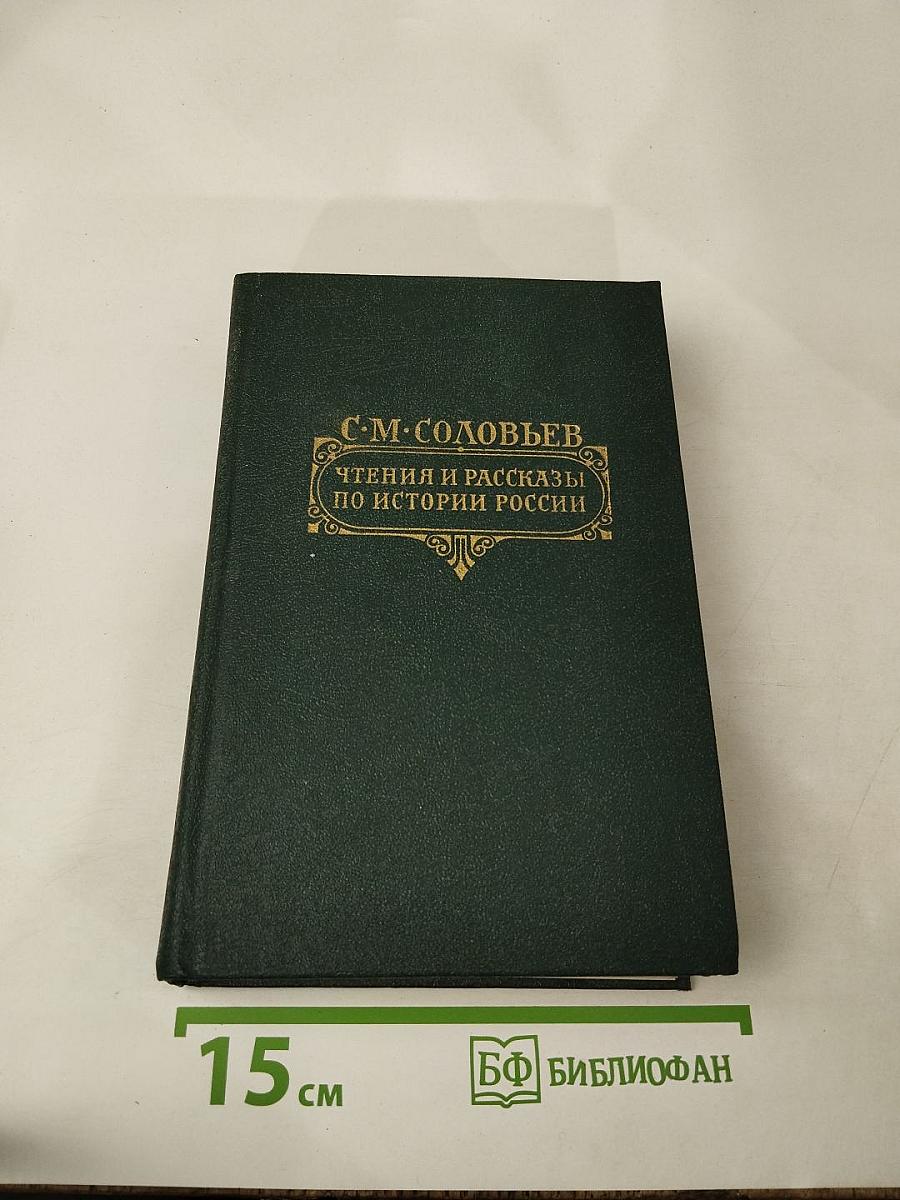 С·М·СОЛОВЬЕВ
ЧТЕНИЯ И РАССКАЗЫ
ПО ИСТОРИИ РОССИИ
15 см
БФ БИБЛИОФАН